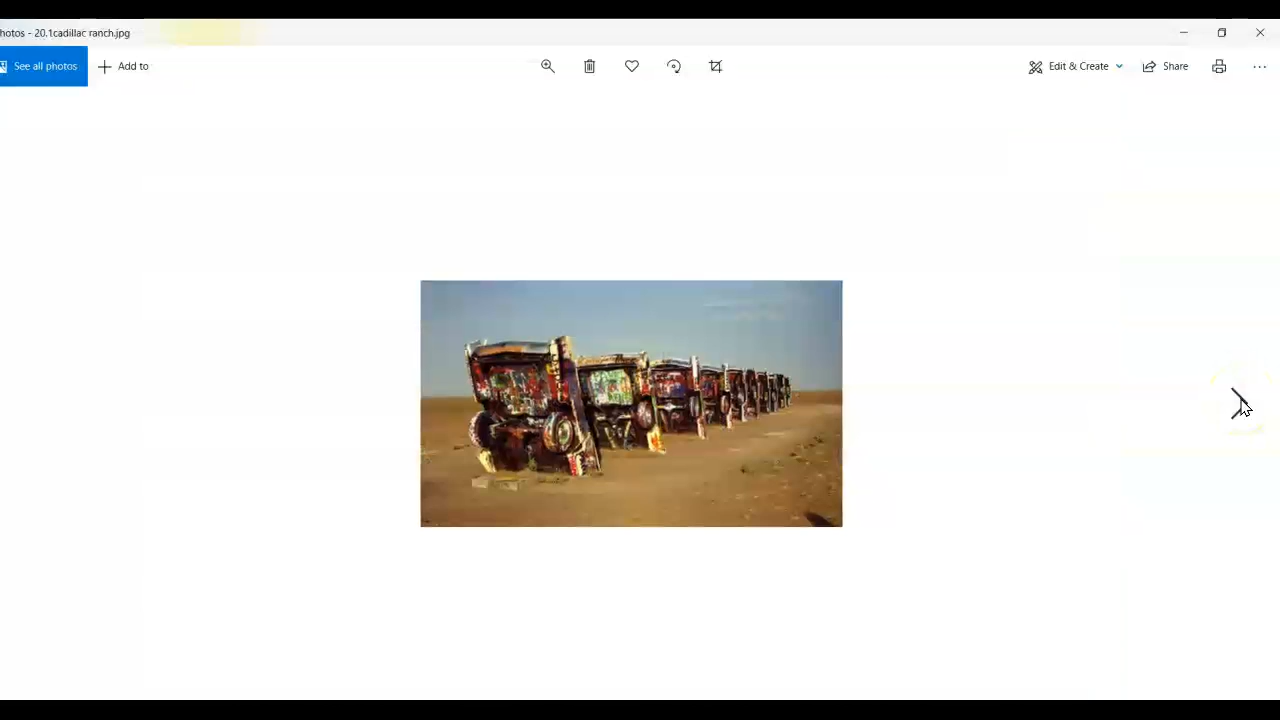 hotos - 20.1cadillac ranch.jpg
See all photos
Add to
Edit & Create
Share